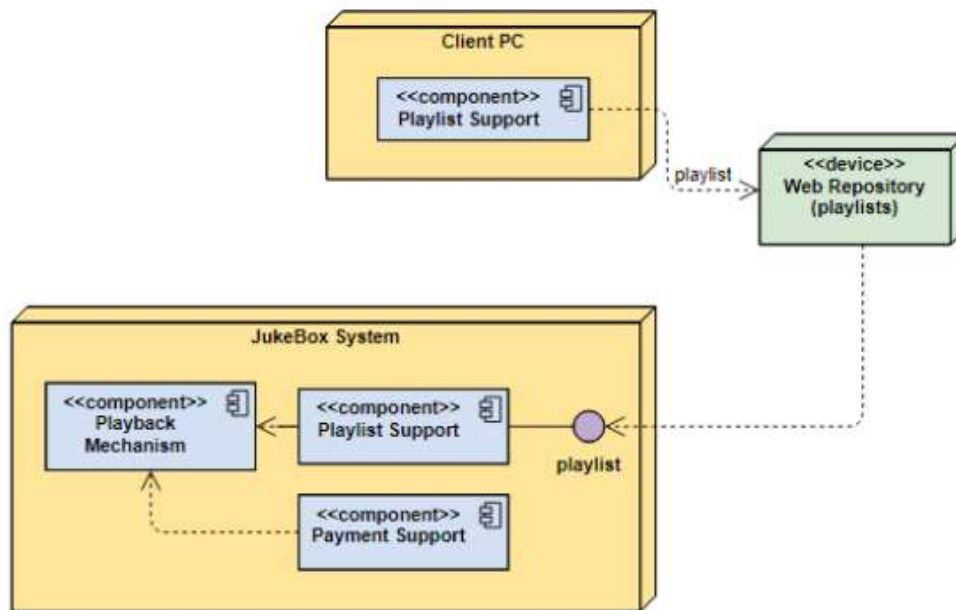 Client PC
<<component>>
Playlist Support
playlist
<<device>>
Web Repository
(playlists)
JukeBox System
<<component>>
Playback
Mechanism
<<component>>
Playlist Support
playlist
<<component>>
Payment Support